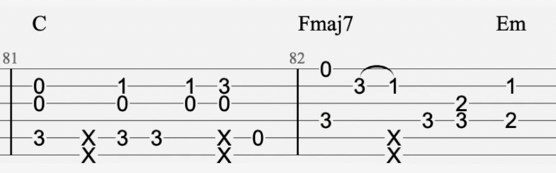 C Fmaj7 Em
81 82
0
0 1 1 3 3 1 1
0 0 0 0 2
3 3 3 2
3 X 3 3 X 0 X
X X X